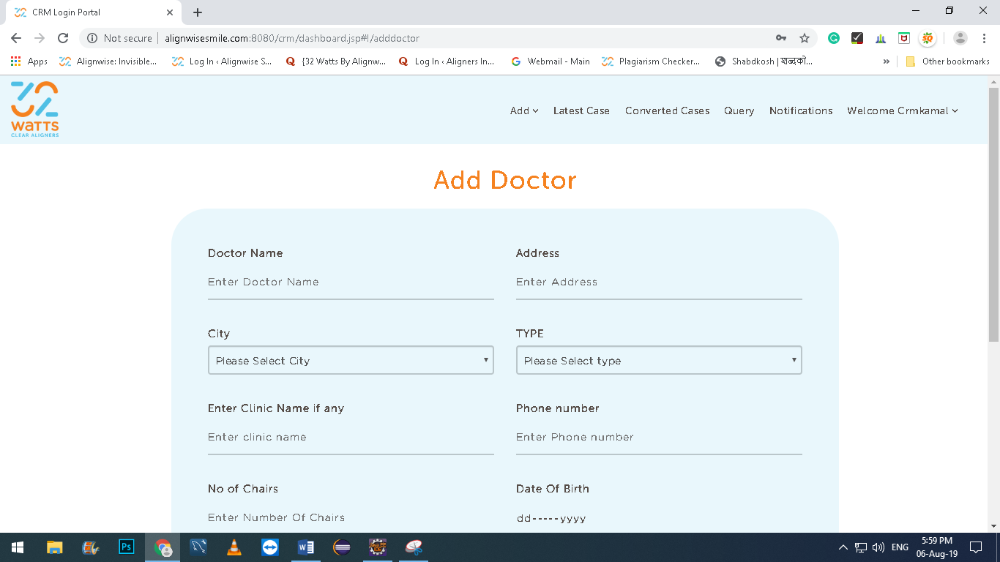 CRM Login Portal
Not secure | alignwisesmile.com:8080/crm/dashboard.jsp#!/adddoctor
Apps Alignwise: Invisible... Log In ‹ Alignwise S... {32 Watts By Alignw... Log In ‹ Aligners In... Webmail - Main Plagiarism Checker... Shabdkosh | शब्दको... » Other bookmarks
32
WATTS
CLEAR ALIGNERS
Add Latest Case Converted Cases Query Notifications Welcome Crmkamal
Add Doctor
Doctor Name Address
Enter Doctor Name Enter Address
City TYPE
Please Select City Please Select type
Enter Clinic Name if any Phone number
Enter clinic name Enter Phone number
No of Chairs Date Of Birth
Enter Number Of Chairs dd-----yyyy
Ps W ENG 5:59 PM
06-Aug-19